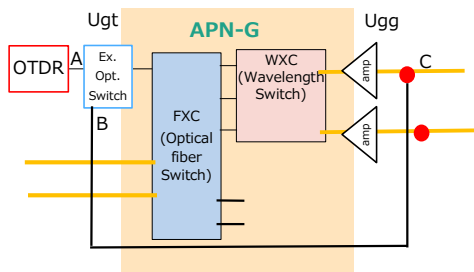 Ugt
APN-G
Ugg
OTDR
A
Ex.
Opt.
Switch
B
FXC
(Optical
fiber
Switch)
WXC
(Wavelength
Switch)
amp
amp
C